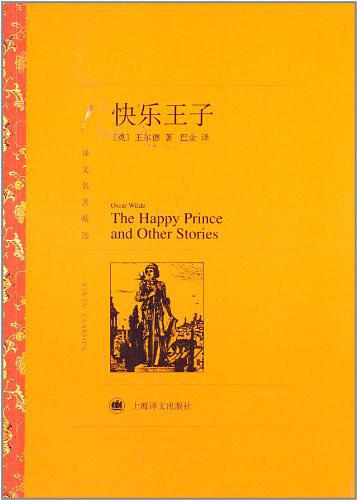 快乐王子
〔英〕王尔德 著 巴金 译
译文名著精选
YIWEN CLASSICS
Oscar Wilde
The Happy Prince
and Other Stories
上海译文出版社